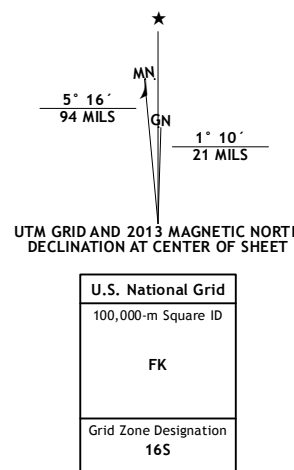 ★
MN.
5° 16´
94 MILS
GN
1° 10´
21 MILS
UTM GRID AND 2013 MAGNETIC NORT
DECLINATION AT CENTER OF SHEET
U.S. National Grid
100,000-m Square ID
FK
Grid Zone Designation
16S